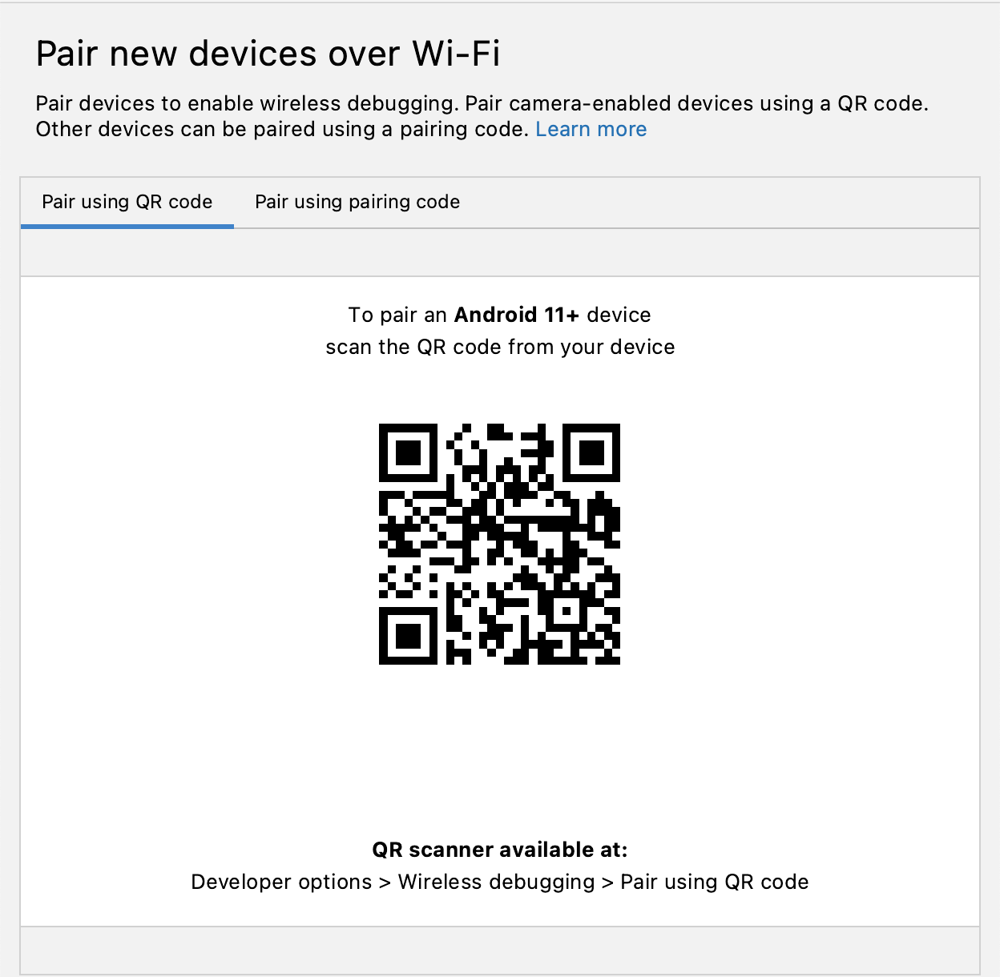 Pair new devices over Wi-Fi
Pair devices to enable wireless debugging. Pair camera-enabled devices using a QR code.
Other devices can be paired using a pairing code. Learn more
Pair using QR code
Pair using pairing code
To pair an Android 11+ device
scan the QR code from your device
QR scanner available at:
Developer options > Wireless debugging > Pair using QR code